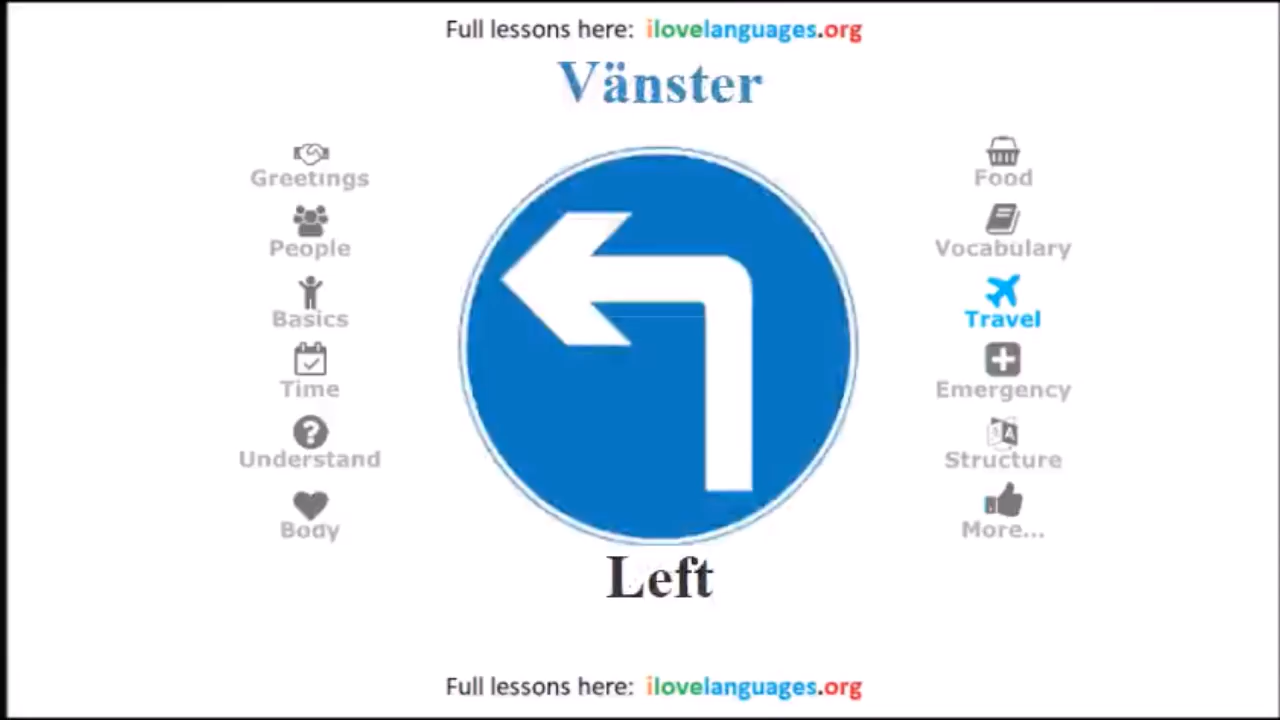 Full lessons here: ilovelanguages.org
Vänster
Greetings
People
Basics
Time
Understand
Body
Food
Vocabulary
Travel
Emergency
Structure
More...
Left
Full lessons here: ilovelanguages.org